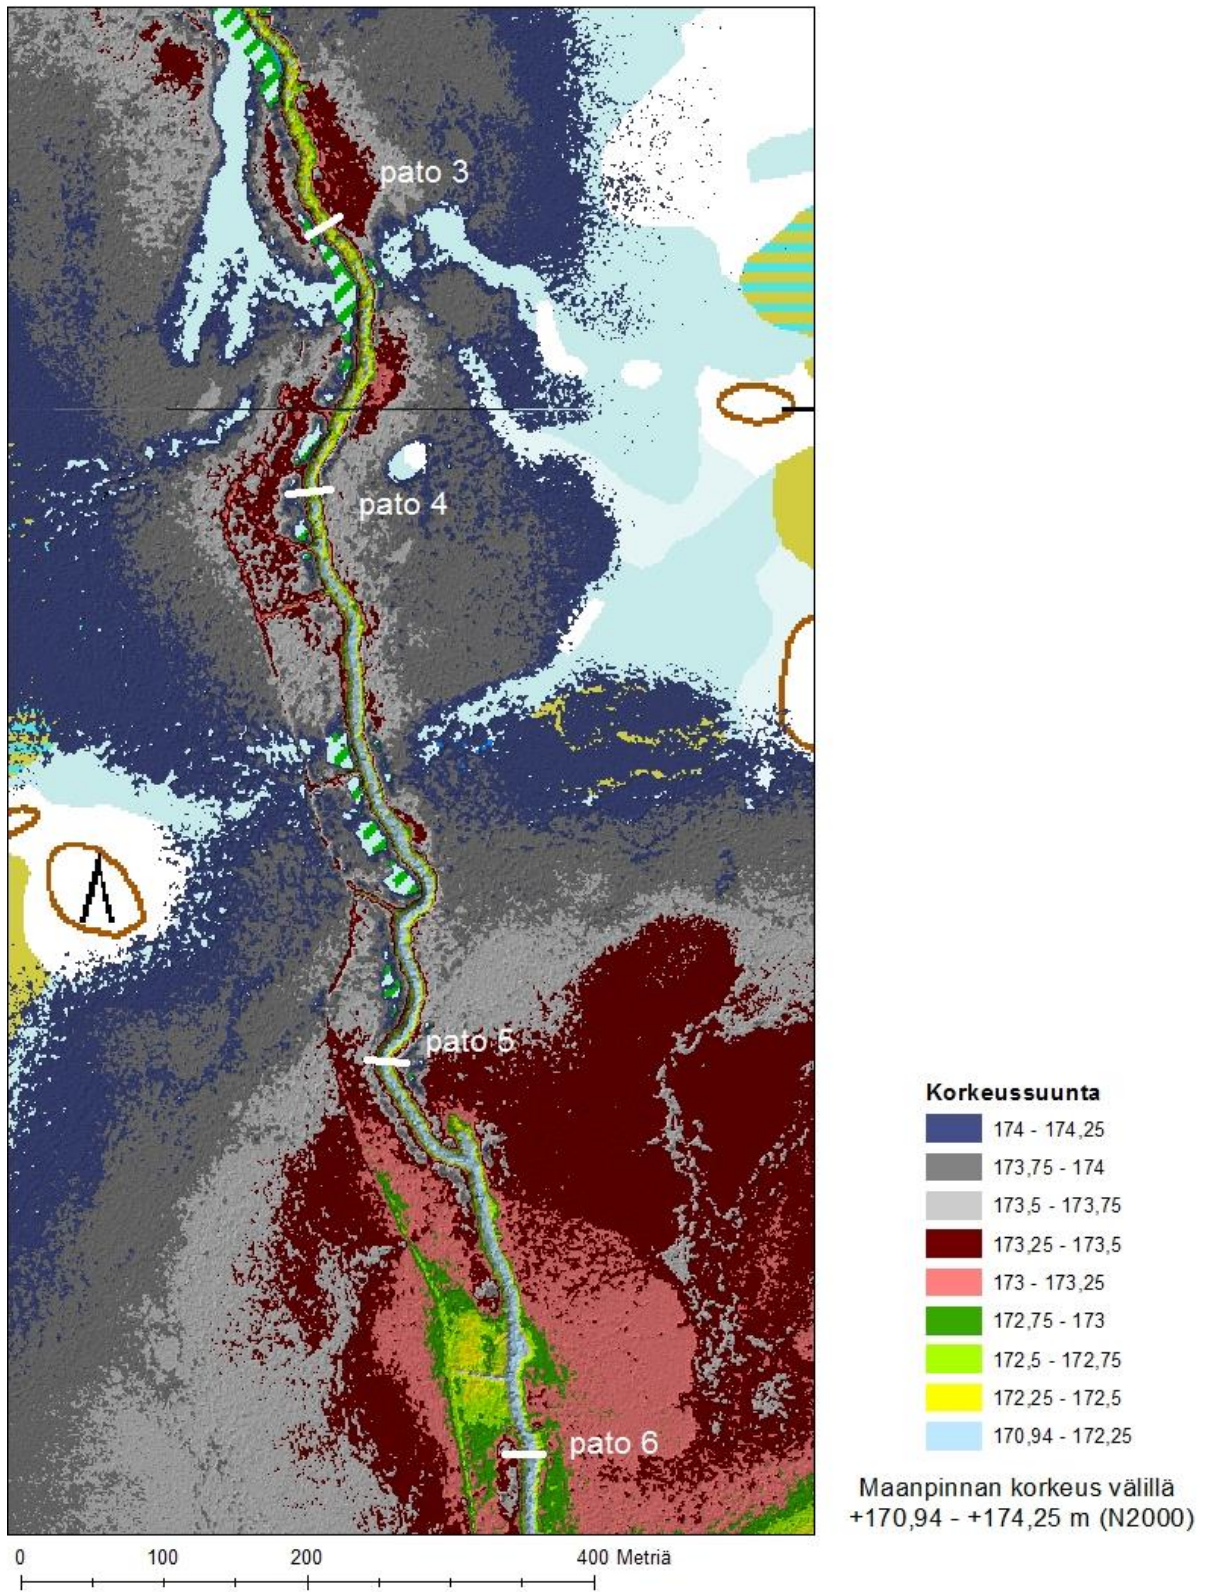 pato 3
pato 4
pato 5
pato 6
Korkeussuunta
174 - 174,25
173,75 - 174
173,5 - 173,75
173,25 - 173,5
173 - 173,25
172,75 - 173
172,5 - 172,75
172,25 - 172,5
170,94 - 172,25
Maanpinnan korkeus välillä
+170,94 - +174,25 m (N2000)
0 100 200 400 Metriä